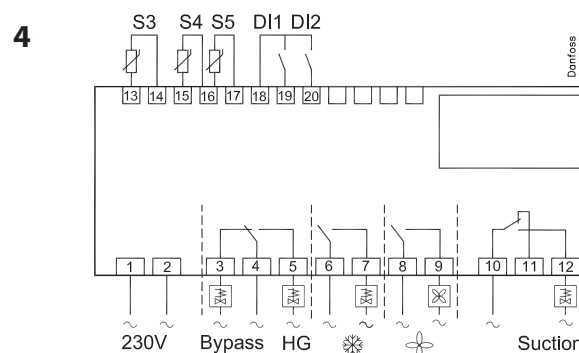 4
S3 S4 S5 DI1 DI2
Danfoss
13 14 15 16 17 18 19 20
1 2 3 4 5 6 7 8 9 10 11 12
230V Bypass HG Suction